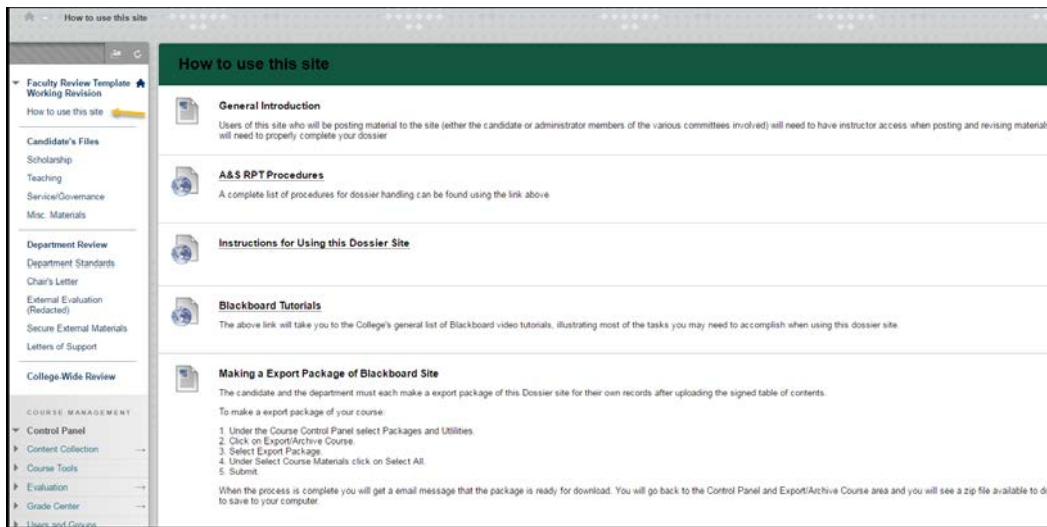 How to use this site
How to use this site
Faculty Review Template
Working Revision
How to use this site
Candidate's Files
Scholarship
Teaching
Service/Governance
Misc. Materials
Department Review
Department Standards
Chair's Letter
External Evaluation
(Redacted)
Secure External Materials
Letters of Support
College-Wide Review
COURSE MANAGEMENT
Control Panel
Content Collection
Course Tools
Evaluation
Grade Center
Users and Groups
General Introduction
Users of this site who will be posting material to the site (either the candidate or administrator members of the various committees involved) will need to have instructor access when posting and revising materials
will need to properly complete your dossier
A&S RPT Procedures
A complete list of procedures for dossier handling can be found using the link above
Instructions for Using this Dossier Site
Blackboard Tutorials
The above link will take you to the College's general list of Blackboard video tutorials, illustrating most of the tasks you may need to accomplish when using this dossier site.
Making a Export Package of Blackboard Site
The candidate and the department must each make a export package of this Dossier site for their own records after uploading the signed table of contents.
To make a export package of your course:
1. Under the Course Control Panel select Packages and Utilities.
2. Click on Export/Archive Course.
3. Select Export Package.
4. Under Select Course Materials click on Select All.
5. Submit.
When the process is complete you will get a email message that the package is ready for download. You will go back to the Control Panel and Export/Archive Course area and you will see a zip file available to
to save to your computer.